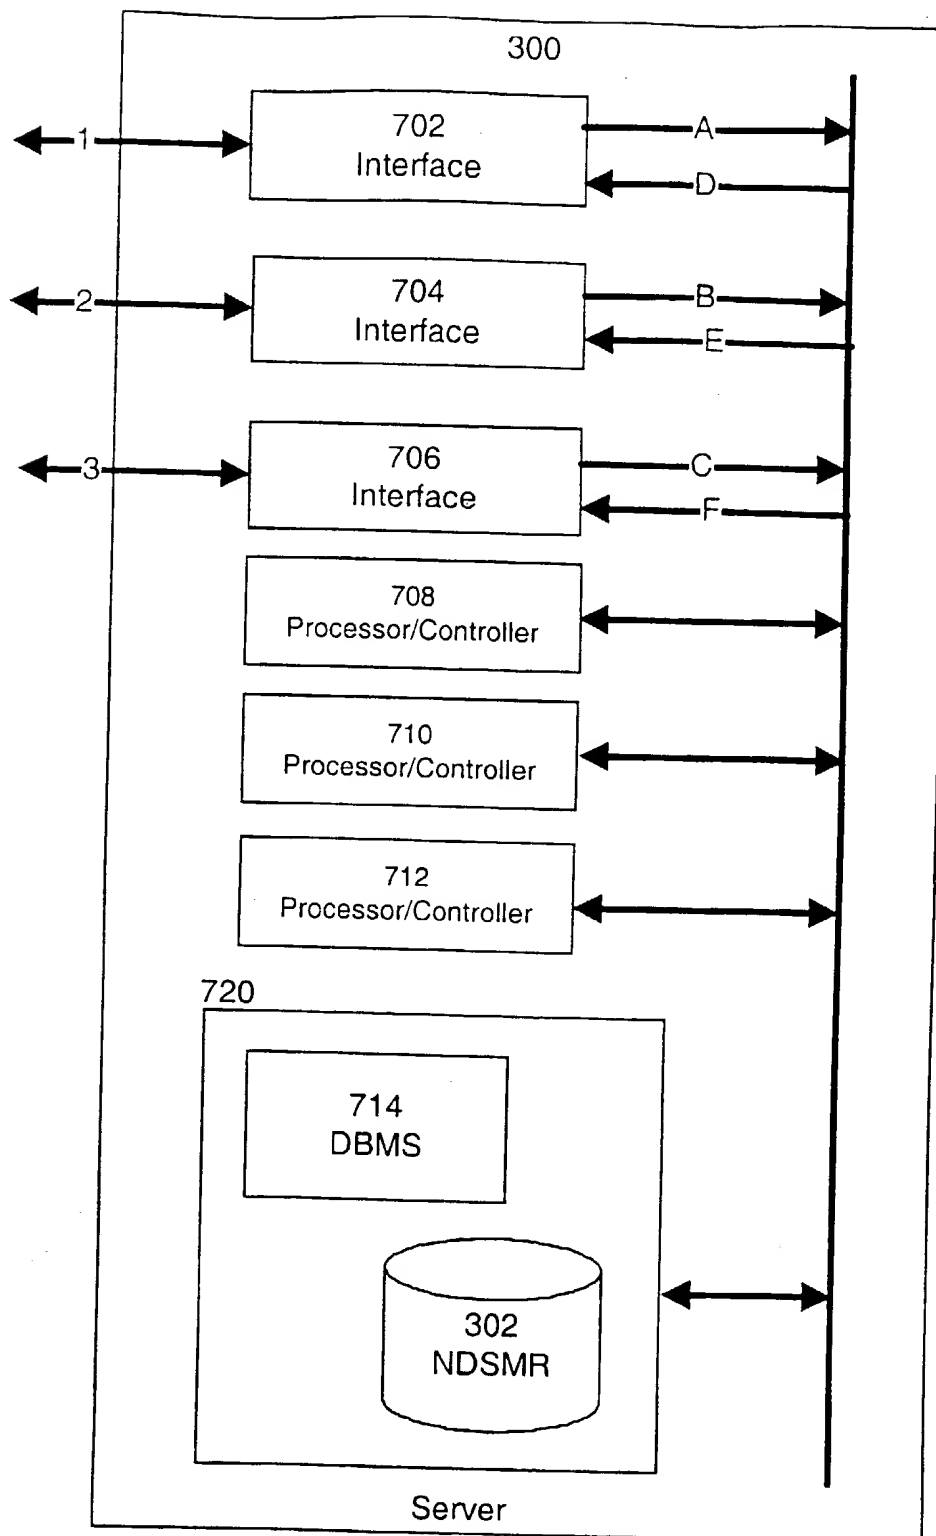 300
1
702
Interface
A
D
2
704
Interface
B
E
3
706
Interface
C
F
708
Processor/Controller
710
Processor/Controller
712
Processor/Controller
720
714
DBMS
302
NDSMR
Server